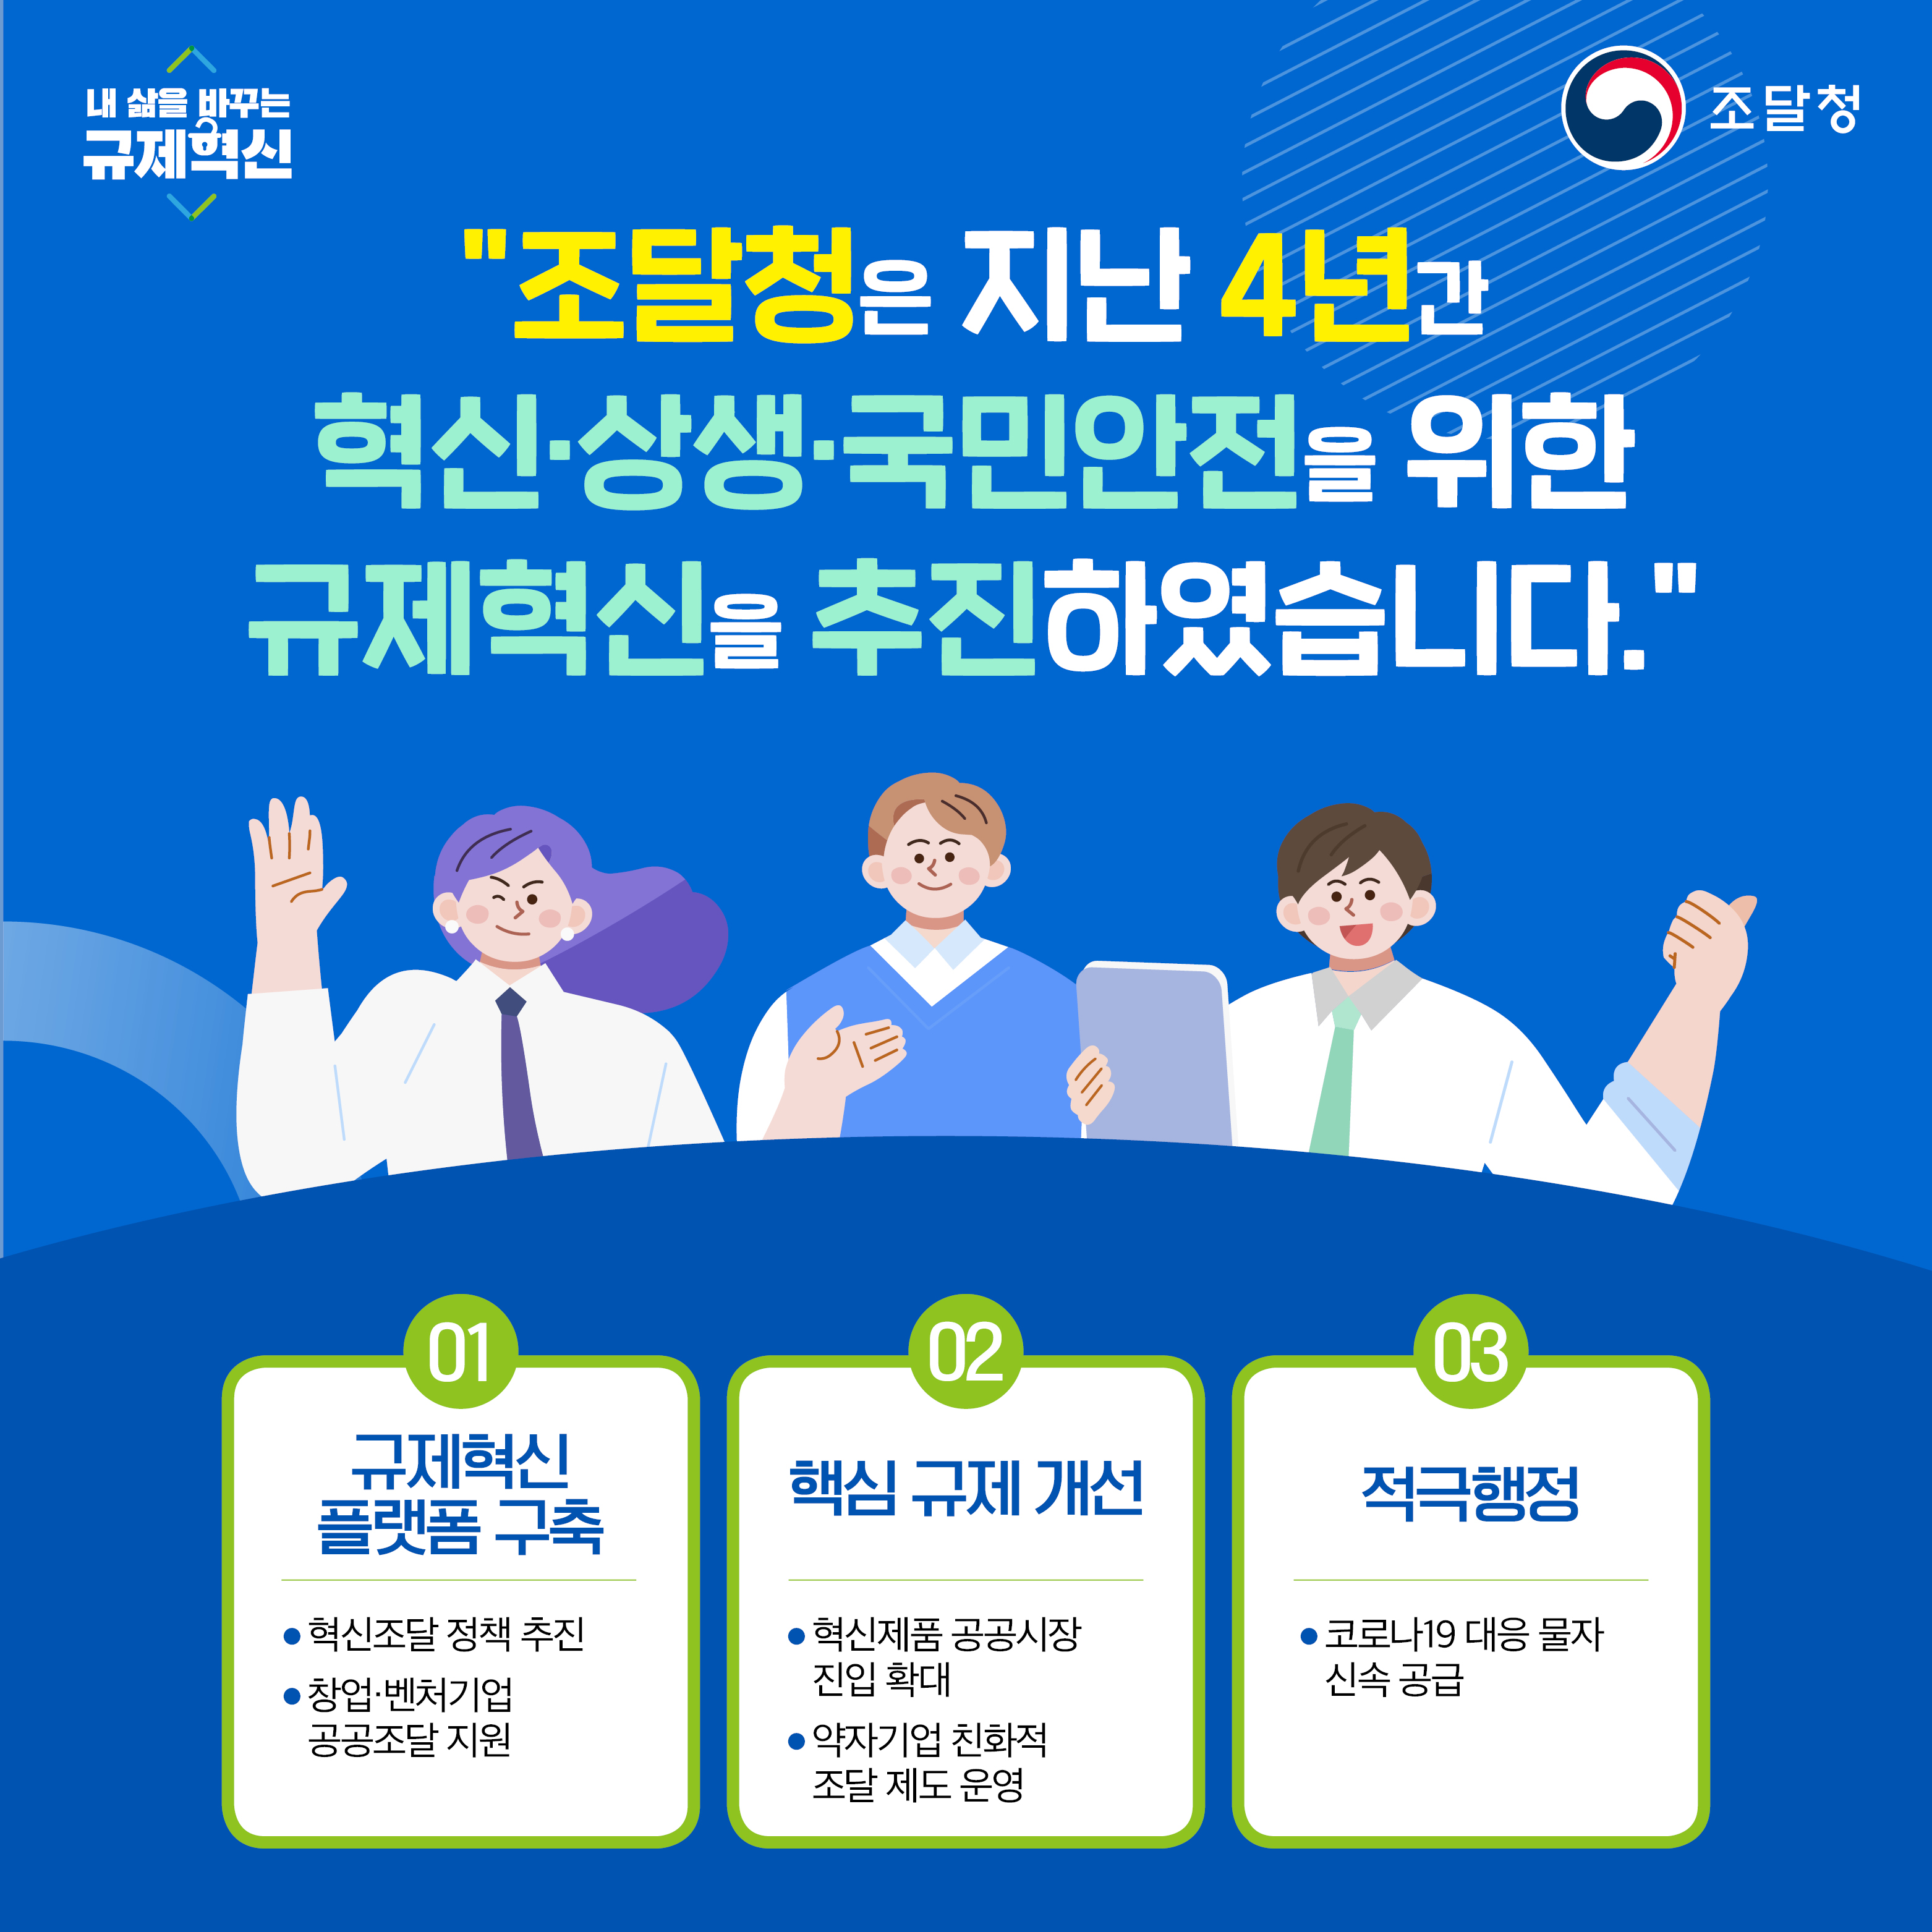 내 삶을 바꾸는
규제혁신
조달청
"조달청은 지난 4년간
혁신·상생·국민안전을 위한
규제혁신을 추진하였습니다."
01
규제혁신
플랫폼 구축
● 혁신조달 정책 추진
● 창업·벤처기업
공공조달 지원
02
핵심 규제 개선
● 혁신제품 공공시장
진입 확대
● 약자기업 친화적
조달 제도 운영
03
적극행정
● 코로나19 대응 물자
신속 공급